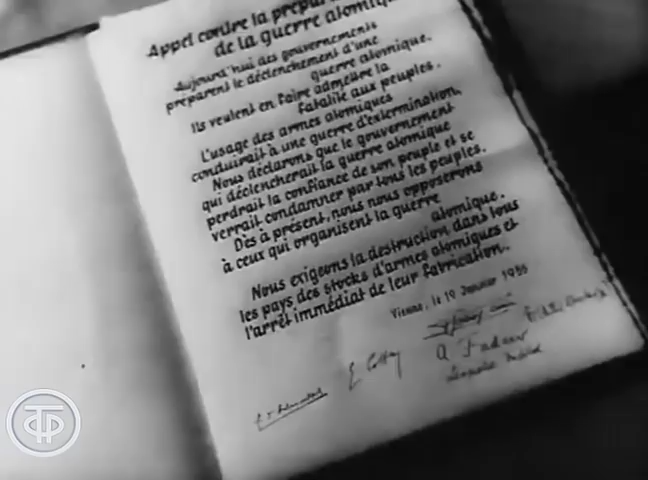 Appel contre la
de la guerre
Aujourd'hui des gouvernements
préparent le déclenchement d'une
guerre atomique.
Ils veulent en faire admettre la
fatalité aux peuples.
L'usage des armes atomiques
conduirait à une guerre d'extermination.
Nous déclarons que le gouvernement
qui déclencherait la guerre atomique
perdrait la confiance de son peuple et se
verrait condamner par tous les peuples.
Dès à présent, nous nous opposerons
à ceux qui organisent la guerre
atomique.
Nous exigeons la destruction dans tous
les pays des stocks d'armes atomiques et
l'arrêt immédiat de leur fabrication.
Vienne, le 19 Janvier 1955